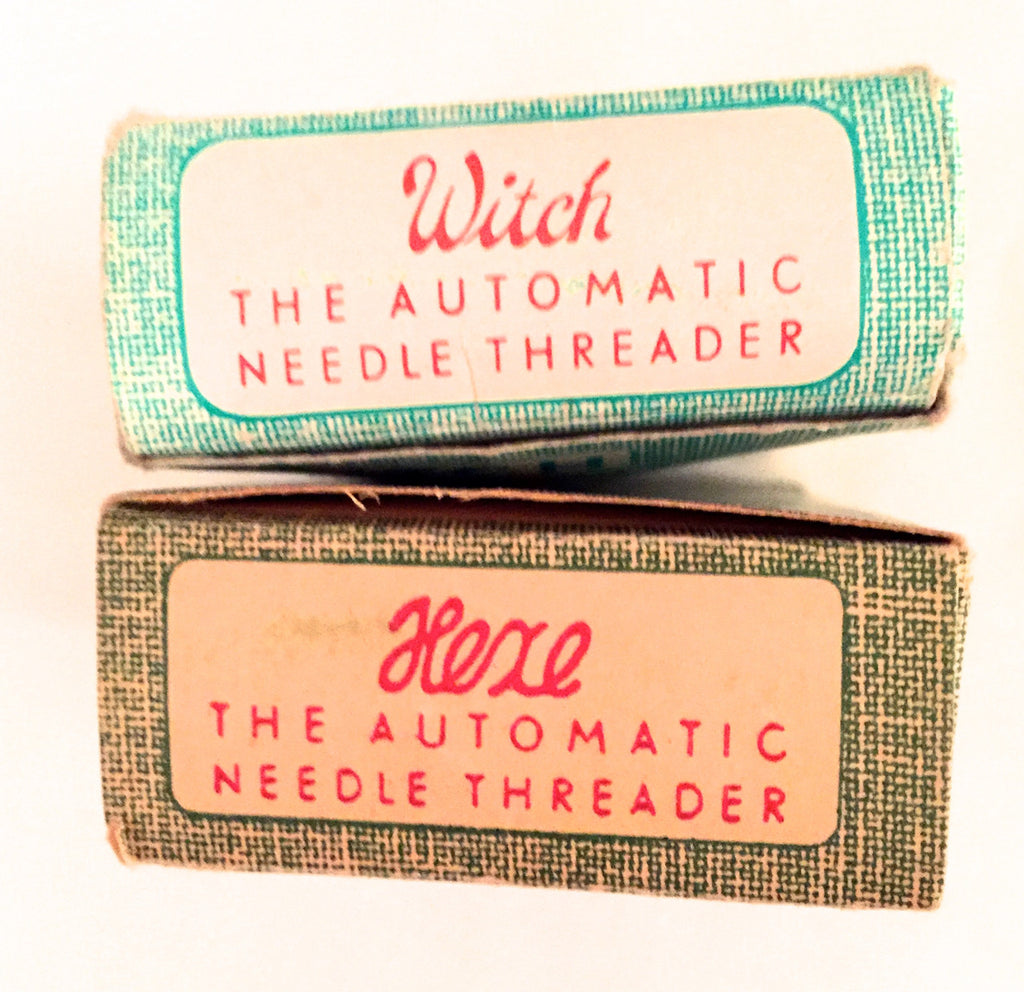 Witch
THE AUTOMATIC
NEEDLE THREADER
Hexe
THE AUTOMATIC
NEEDLE THREADER